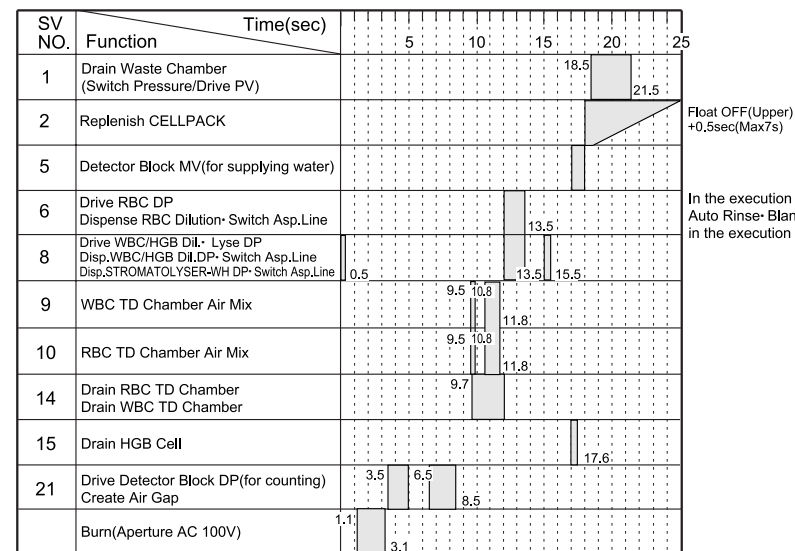 SV NO. Function Time(sec)
5 10 15 20 25
1 Drain Waste Chamber
(Switch Pressure/Drive PV)
18.5
21.5
2 Replenish CELLPACK
Float OFF(Upper)
+0.5sec(Max7s)
5 Detector Block MV(for supplying water)
6 Drive RBC DP
Dispense RBC Dilution・Switch Asp.Line
13.5
In the execution
Auto Rinse・Blan
in the execution
8 Drive WBC/HGB Dil.・ Lyse DP
Disp.WBC/HGB Dil.DP・Switch Asp.Line
Disp.STROMATOLYSER-WH DP・Switch Asp.Line
0.5 13.5 15.5
9 WBC TD Chamber Air Mix
9.5 10.8
11.8
10 RBC TD Chamber Air Mix
9.5 10.8
11.8
14 Drain RBC TD Chamber
Drain WBC TD Chamber
9.7
15 Drain HGB Cell
17.6
21 Drive Detector Block DP(for counting)
Create Air Gap
3.5 6.5
8.5
Burn(Aperture AC 100V)
1.1
3.1